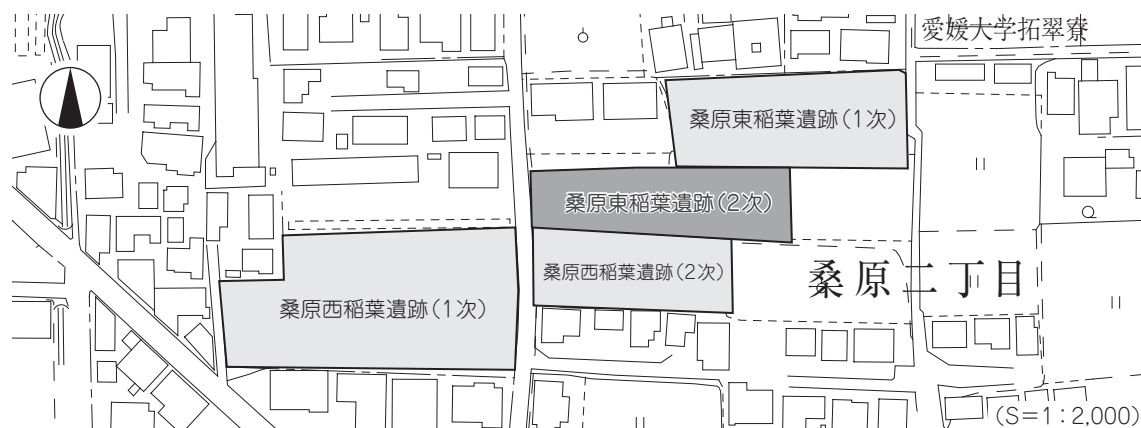 愛媛大学拓翠寮
桑原東稲葉遺跡(1次)
桑原東稲葉遺跡(2次)
桑原西稲葉遺跡(2次)
桑原二丁目
桑原西稲葉遺跡(1次)
(S=1:2,000)